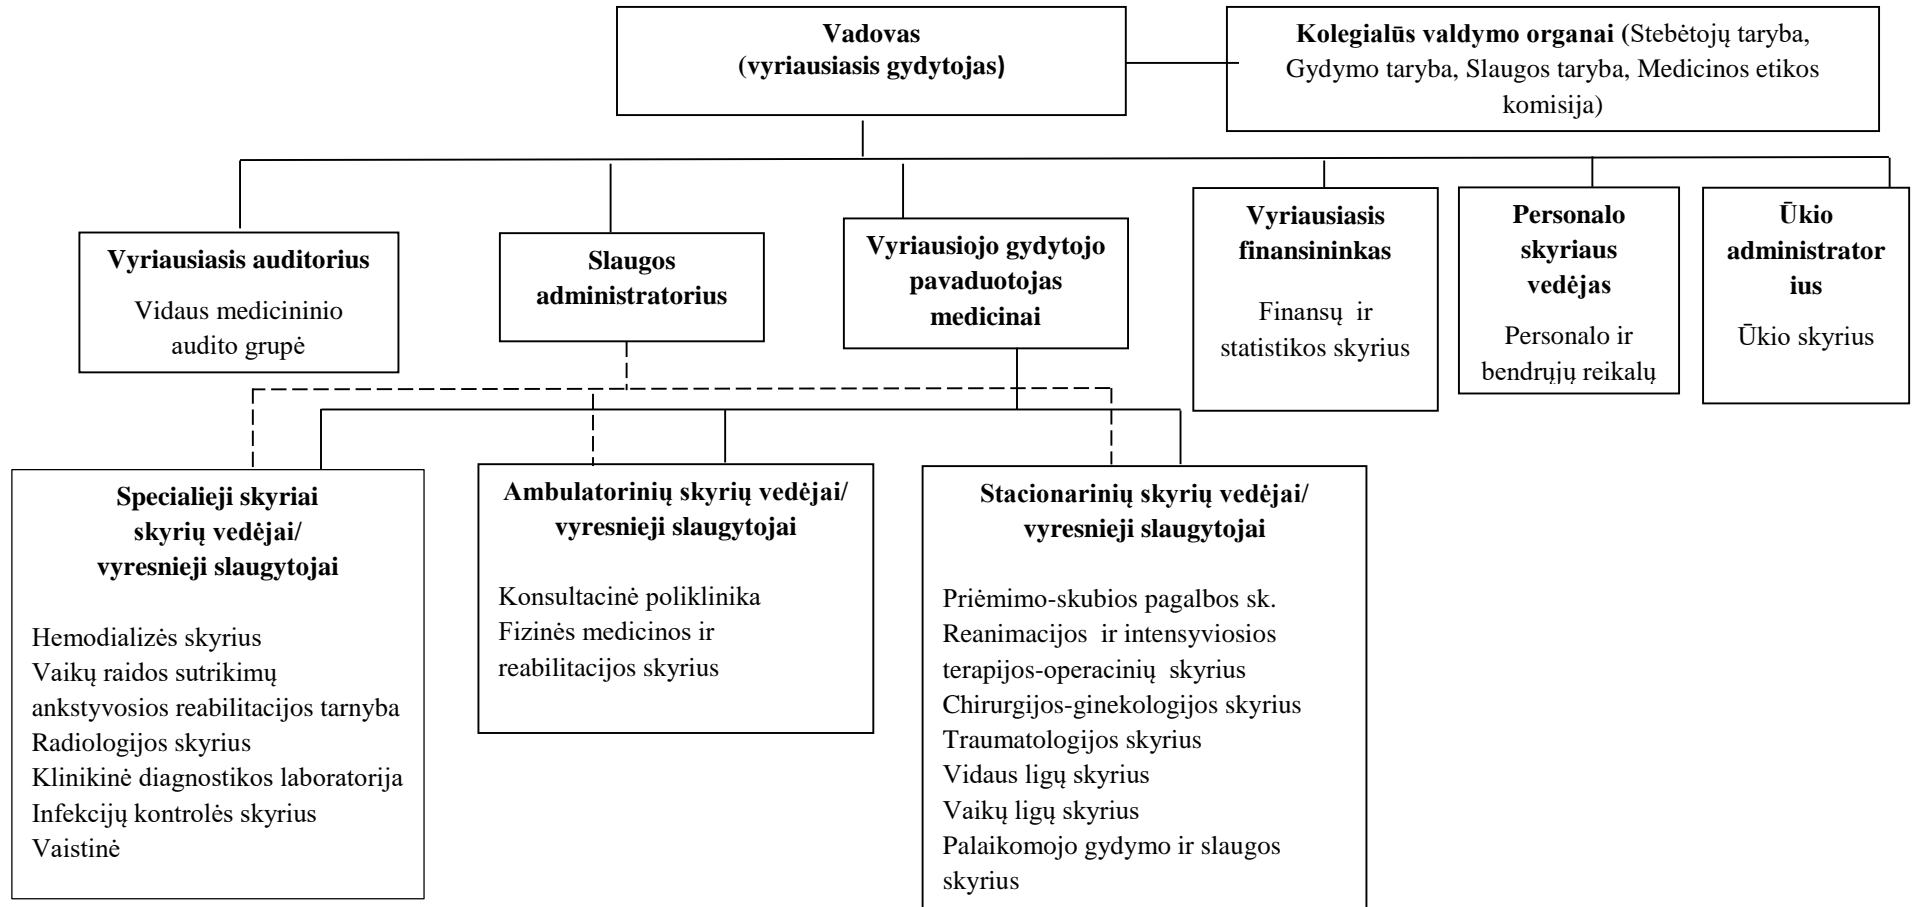 Vadovas
(vyriausiasis gydytojas)
Kolegialūs valdymo organai (Stebėtojų taryba,
Gydymo taryba, Slaugos taryba, Medicinos etikos
komisija)
Vyriausiasis auditorius
Vidaus medicininio
audito grupė
Slaugos
administratorius
Vyriausiojo gydytojo
pavaduotojas
medicinai
Vyriausiasis
finansininkas
Finansų ir
statistikos skyrius
Personalo
skyriaus
vedėjas
Personalo ir
bendrųjų reikalų
Ūkio
administrator
ius
Ūkio skyrius
Specialieji skyriai
skyrių vedėjai/
vyresnieji slaugytojai
Hemodializės skyrius
Vaikų raidos sutrikimų
ankstyvosios reabilitacijos tarnyba
Radiologijos skyrius
Klinikinė diagnostikos laboratorija
Infekcijų kontrolės skyrius
Vaistinė
Ambulatorinių skyrių vedėjai/
vyresnieji slaugytojai
Konsultacinė poliklinika
Fizinės medicinos ir
reabilitacijos skyrius
Stacionarinių skyrių vedėjai/
vyresnieji slaugytojai
Priėmimo-skubios pagalbos sk.
Reanimacijos ir intensyviosios
terapijos-operacinių skyrius
Chirurgijos-ginekologijos skyrius
Traumatologijos skyrius
Vidaus ligų skyrius
Vaikų ligų skyrius
Palaikomojo gydymo ir slaugos
skyrius